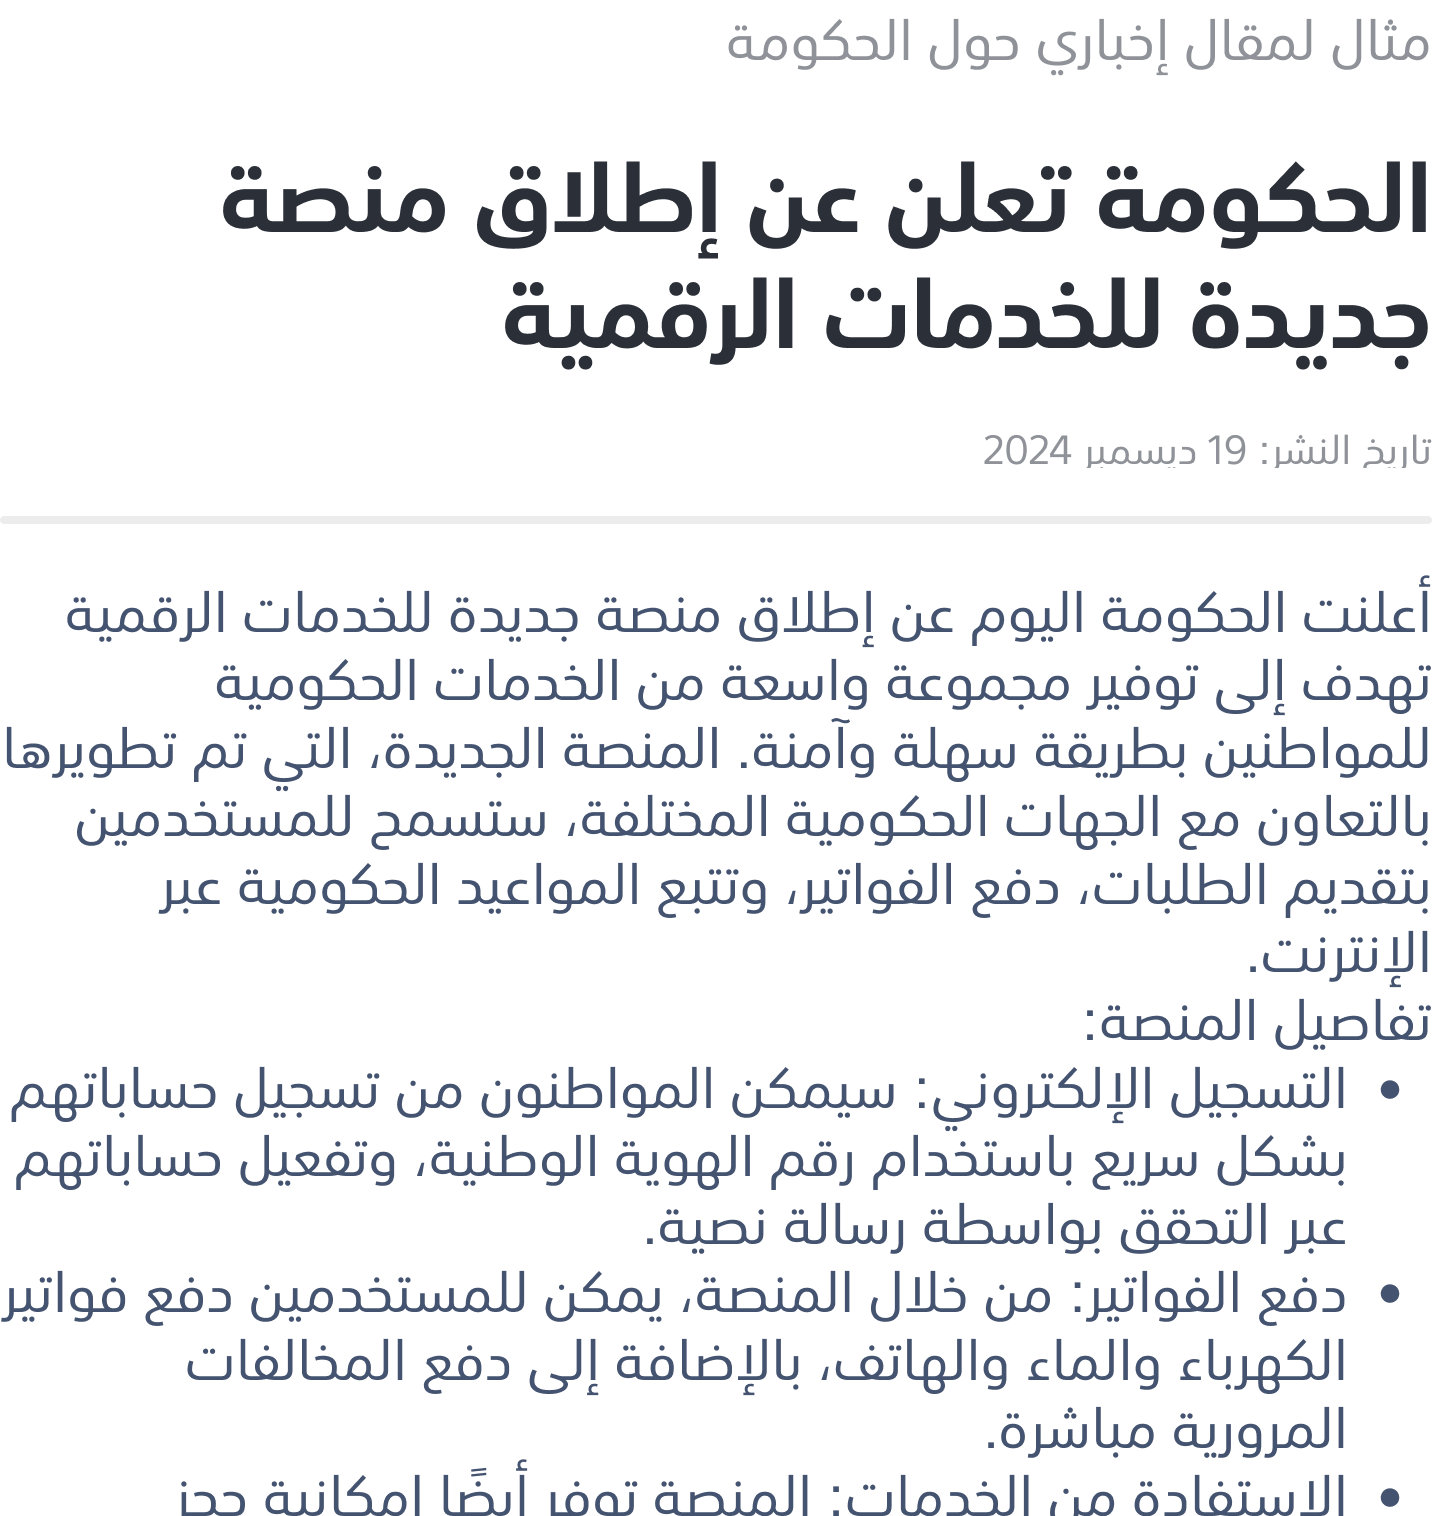 مثال لمقال إخباري حول الحكومة
الحكومة تعلن عن إطلاق منصة
جديدة للخدمات الرقمية
تاريخ النشر: 19 ديسمبر 2024
أعلنت الحكومة اليوم عن إطلاق منصة جديدة للخدمات الرقمية
تهدف إلى توفير مجموعة واسعة من الخدمات الحكومية
للمواطنين بطريقة سهلة وآمنة. المنصة الجديدة، التي تم تطويرها
بالتعاون مع الجهات الحكومية المختلفة، ستسمح للمستخدمين
بتقديم الطلبات، دفع الفواتير، وتتبع المواعيد الحكومية عبر
الإنترنت.
تفاصيل المنصة:
• التسجيل الإلكتروني: سيمكن المواطنون من تسجيل حساباتهم
بشكل سريع باستخدام رقم الهوية الوطنية، وتفعيل حساباتهم
عبر التحقق بواسطة رسالة نصية.
• دفع الفواتير: من خلال المنصة، يمكن للمستخدمين دفع فواتير
الكهرباء والماء والهاتف، بالإضافة إلى دفع المخالفات
المرورية مباشرة.
• الاستفادة من الخدمات: المنصة توفر أيضًا إمكانية حجز